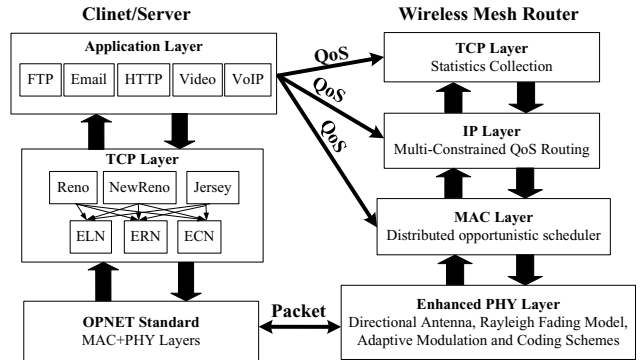 Clinet/Server
Application Layer
FTP
Email
HTTP
Video
VoIP
TCP Layer
Reno
NewReno
Jersey
ELN
ERN
ECN
OPNET Standard
MAC+PHY Layers
QoS
QoS
QoS
Packet
Wireless Mesh Router
TCP Layer
Statistics Collection
IP Layer
Multi-Constrained QoS Routing
MAC Layer
Distributed opportunistic scheduler
Enhanced PHY Layer
Directional Antenna, Rayleigh Fading Model,
Adaptive Modulation and Coding Schemes